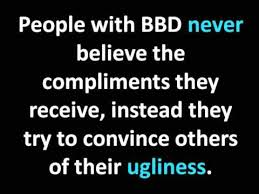 People with BBD never
believe the
compliments they
receive, instead they
try to convince others
of their ugliness.